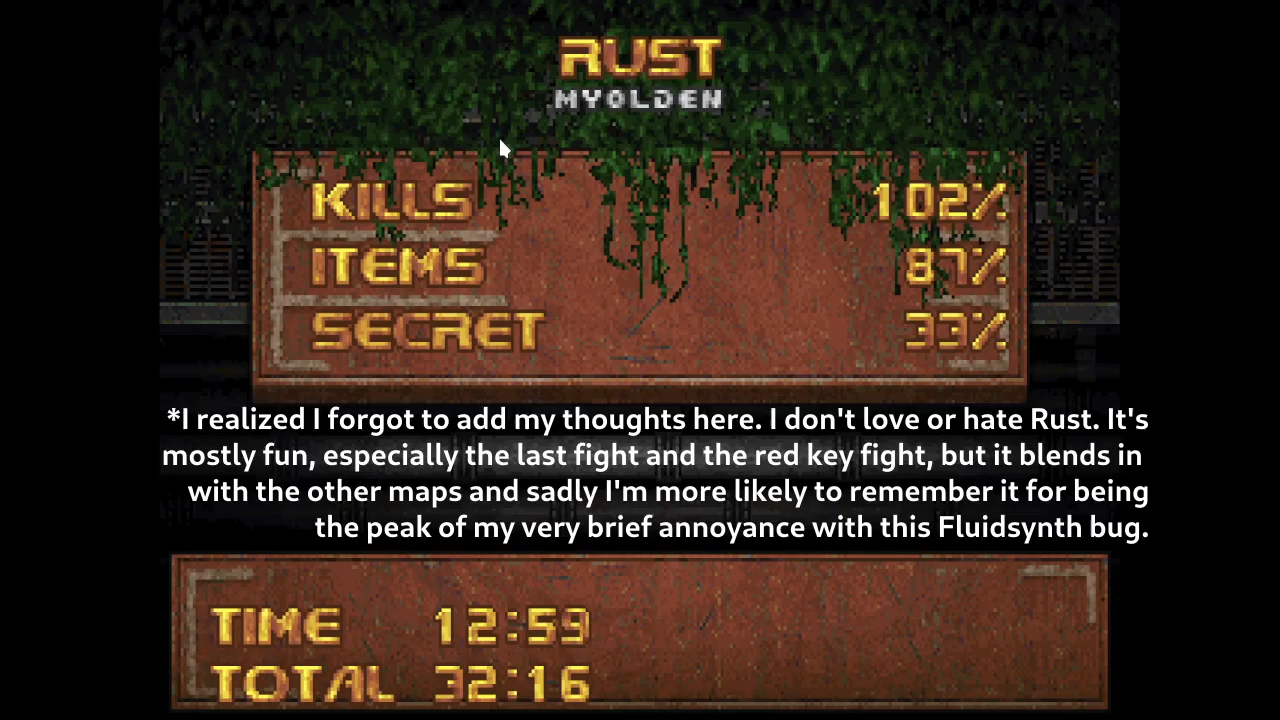 RUST
MYOLDEN
KILLS 102%
ITEMS 87%
SECRET 33%
*I realized I forgot to add my thoughts here. I don't love or hate Rust. It's
mostly fun, especially the last fight and the red key fight, but it blends in
with the other maps and sadly I'm more likely to remember it for being
the peak of my very brief annoyance with this Fluidsynth bug.
TIME 12:59
TOTAL 32:16